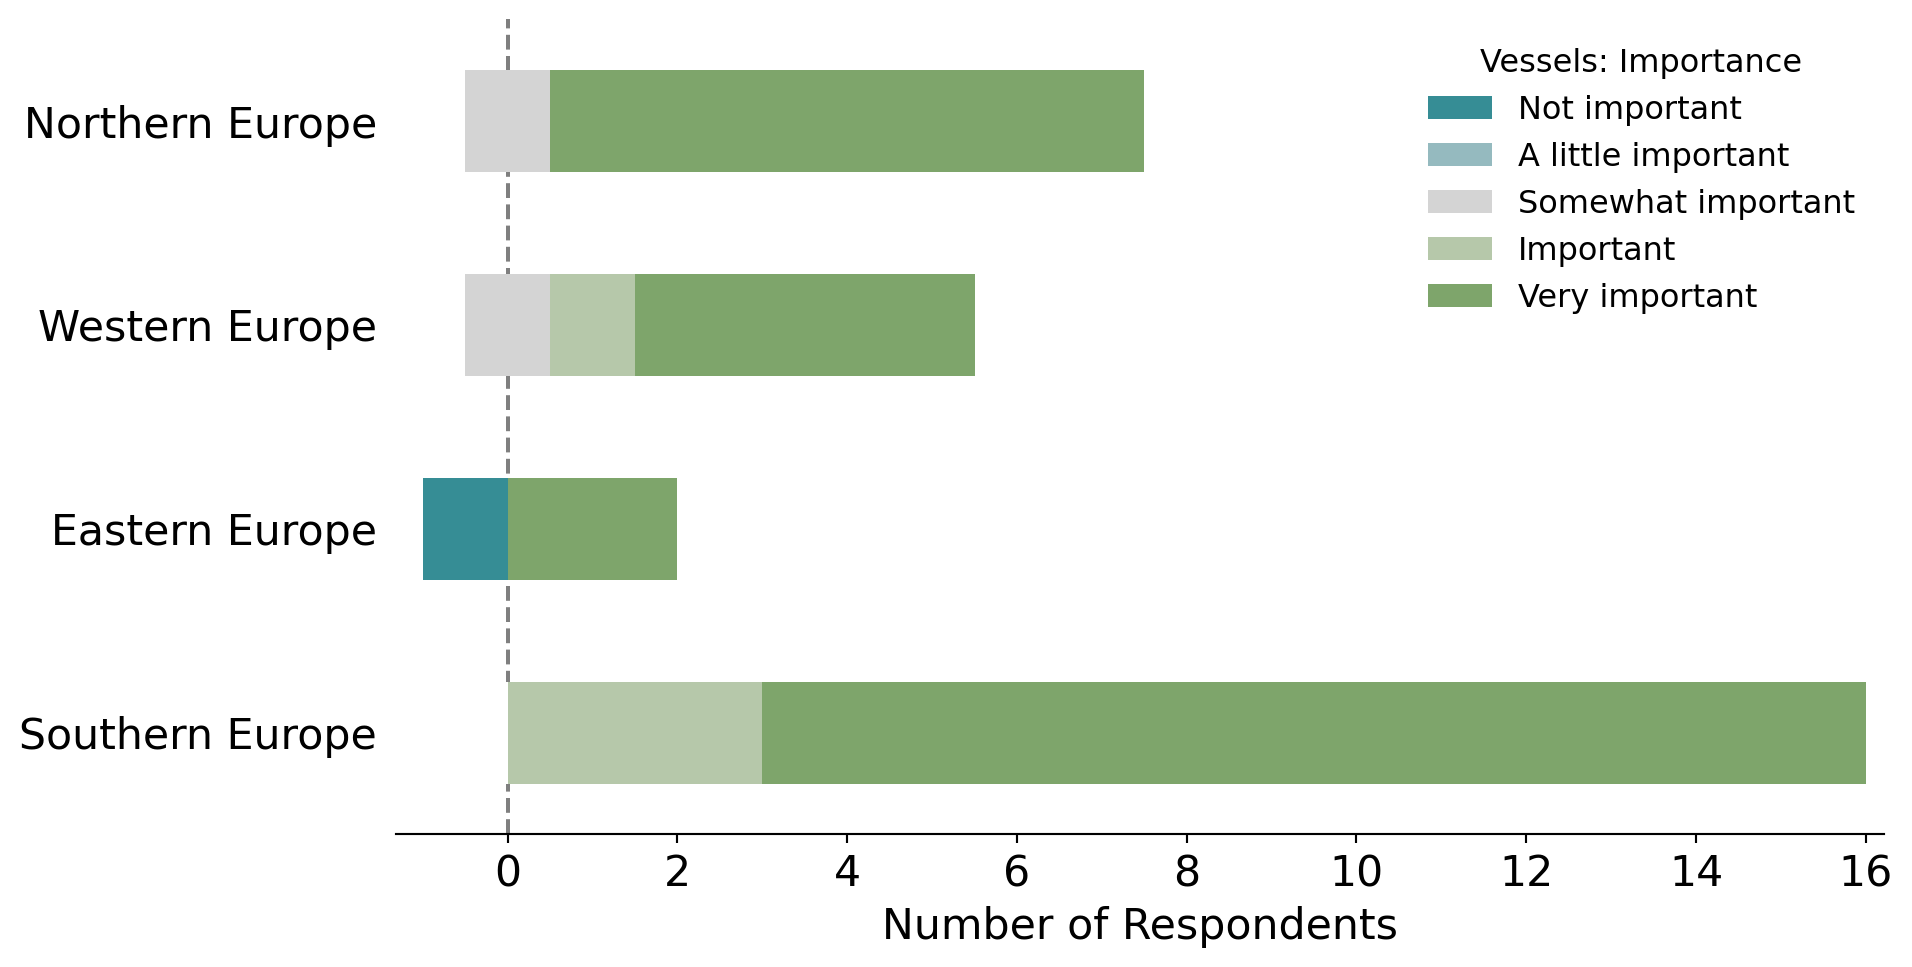 Vessels: Importance
Not important
A little important
Somewhat important
Important
Very important
Northern Europe
Western Europe
Eastern Europe
Southern Europe
0 2 4 6 8 10 12 14 16
Number of Respondents